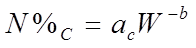 N%_C = a_c W^{-b}